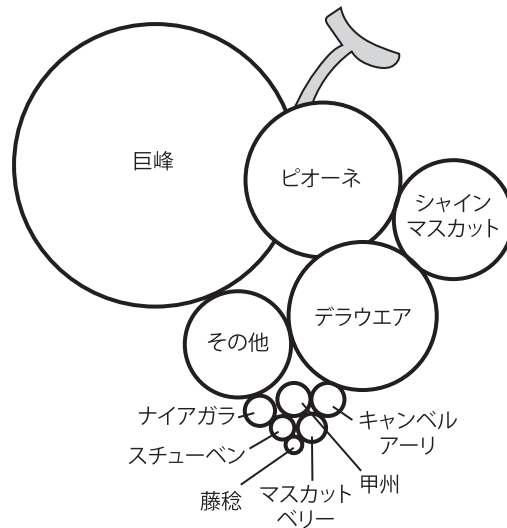 巨峰
ピオーネ
シャイン
マスカット
デラウエア
その他
ナイアガラ
キャンベル
アーリ
スチューベン
甲州
藤稔
マスカット
ベリー